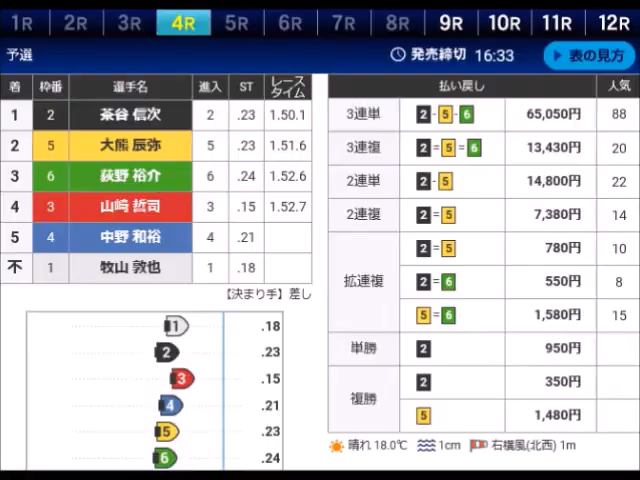 1R 2R 3R 4R 5R 6R 7R 8R 9R 10R 11R 12R
予選 発売締切 16:33 表の見方
着 枠番 選手名 進入 ST レースタイム
1 2 茶谷 信次 2 .23 1.50.1
2 5 大熊 辰弥 5 .23 1.51.6
3 6 荻野 裕介 6 .24 1.52.6
4 3 山崎 哲司 3 .15 1.52.7
5 4 中野 和裕 4 .21
不 1 牧山 敦也 1 .18
【決まり手】差し
1 .18
2 .23
3 .15
4 .21
5 .23
6 .24
払い戻し 人気
3連単 2-5-6 65,050円 88
3連複 2=5=6 13,430円 20
2連単 2-5 14,800円 22
2連複 2=5 7,380円 14
拡連複 2=5 780円 10
2=6 550円 8
5=6 1,580円 15
単勝 2 950円
複勝 2 350円
5 1,480円
晴れ 18.0℃ 1cm 右横風(北西) 1m